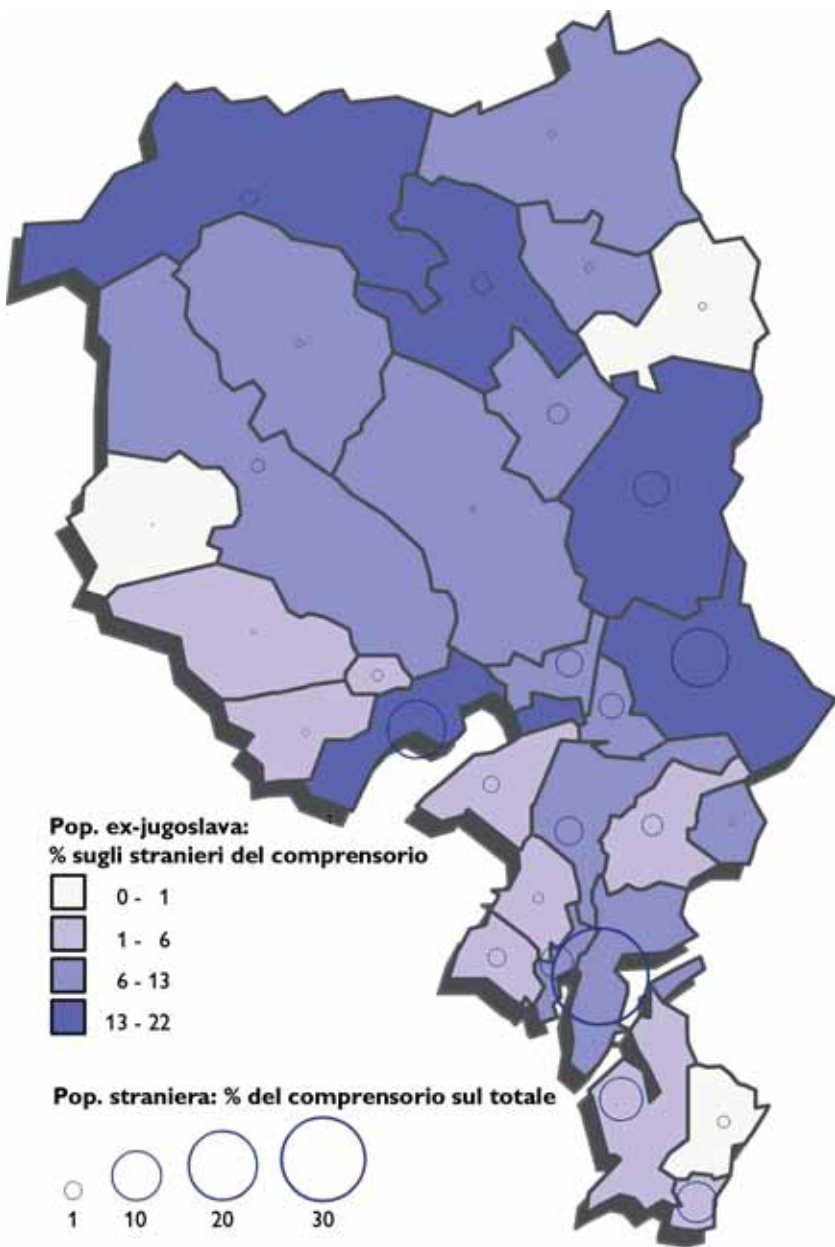 Pop. ex-jugoslava:
% sugli stranieri del comprensorio
0 - 1
1 - 6
6 - 13
13 - 22
Pop. straniera: % del comprensorio sul totale
1 10 20 30